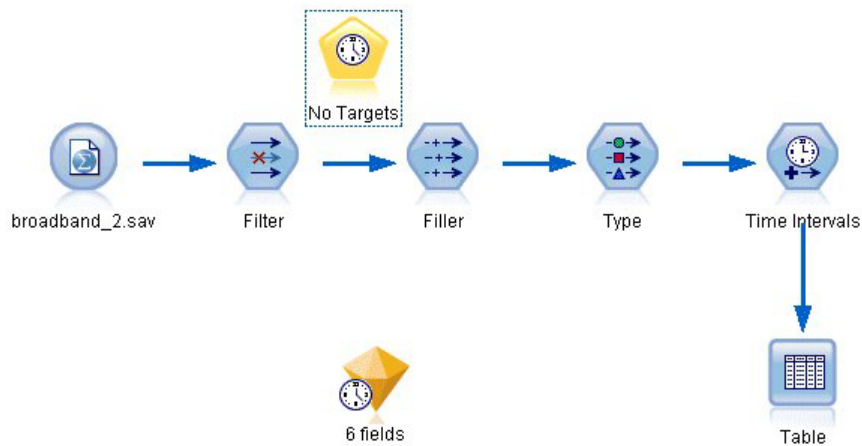 No Targets
broadband_2.sav
Filter
Filler
Type
Time Intervals
6 fields
Table